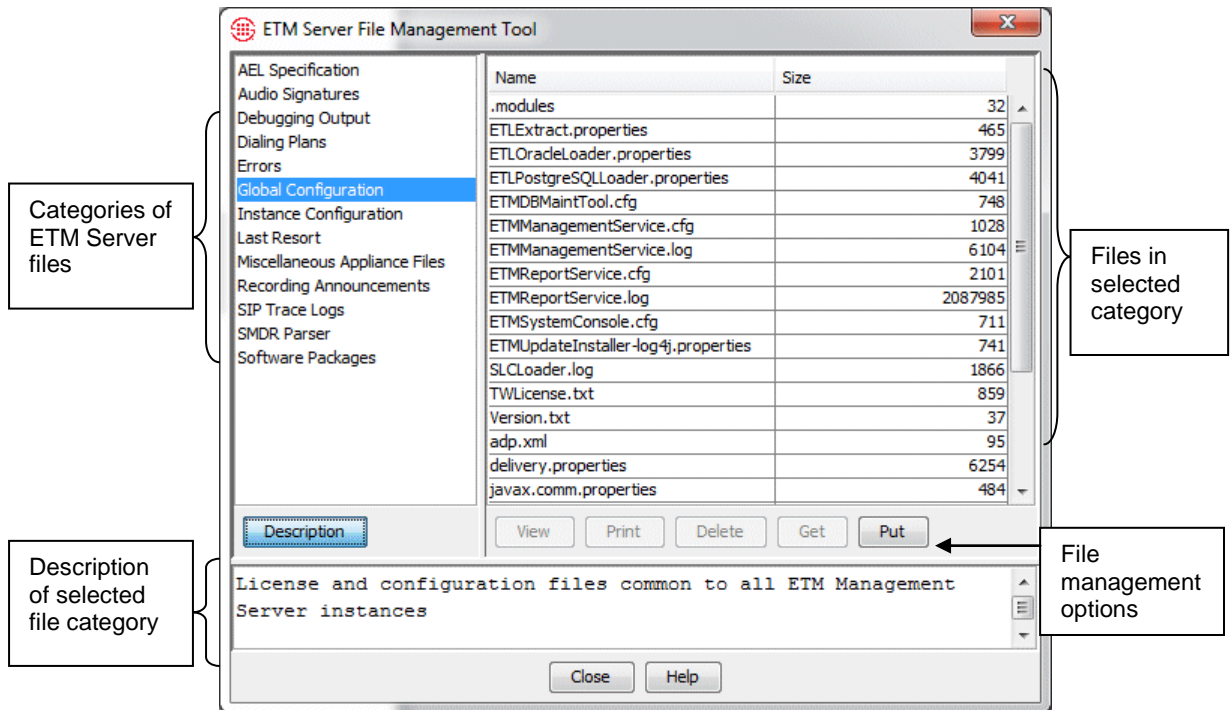 ETM Server File Management Tool
AEL Specification
Audio Signatures
Debugging Output
Dialing Plans
Errors
Global Configuration
Instance Configuration
Last Resort
Miscellaneous Appliance Files
Recording Announcements
SIP Trace Logs
SMDR Parser
Software Packages
Name Size
.modules 32
ETLExtract.properties 465
ETLOracleLoader.properties 3799
ETLPostgreSQLLoader.properties 4041
ETMDBMaintTool.cfg 748
ETMManagementService.cfg 1028
ETMManagementService.log 6104
ETMReportService.cfg 2101
ETMReportService.log 2087985
ETMSystemConsole.cfg 711
ETMUpdateInstaller-log4j.properties 741
SLCLoader.log 1866
TWLicense.txt 859
Version.txt 37
adp.xml 95
delivery.properties 6254
javax.comm.properties 484
Description
View Print Delete Get Put
License and configuration files common to all ETM Management
Server instances
Close Help
Categories of
ETM Server
files
Files in
selected
category
Description
of selected
file category
File
management
options